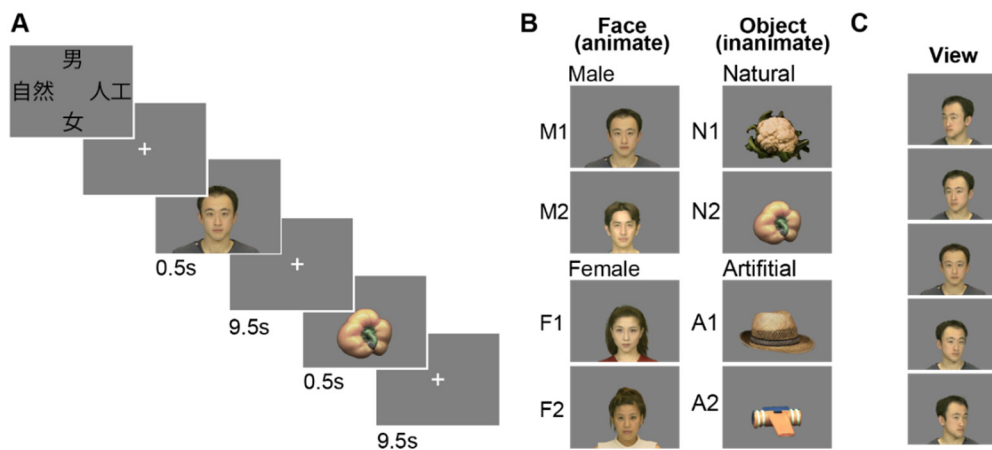 A
男
自然 人工
女
0.5s
9.5s
0.5s
9.5s
B
Face
(animate)
Object
(inanimate)
Male
Natural
M1
N1
M2
N2
Female
Artifitial
F1
A1
F2
A2
C
View